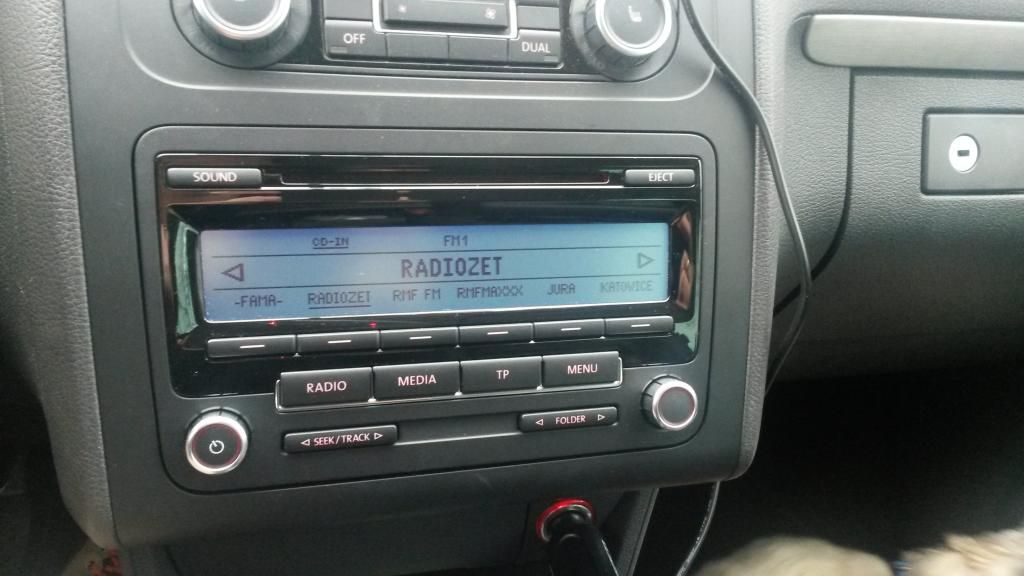 OFF DUAL
SOUND EJECT
CD-IN FM1
RADIOZET
-FAMA- RADIOZET RMF FM RMFMAXXX JURA KATOWICE
RADIO MEDIA TP MENU
SEEK/TRACK FOLDER